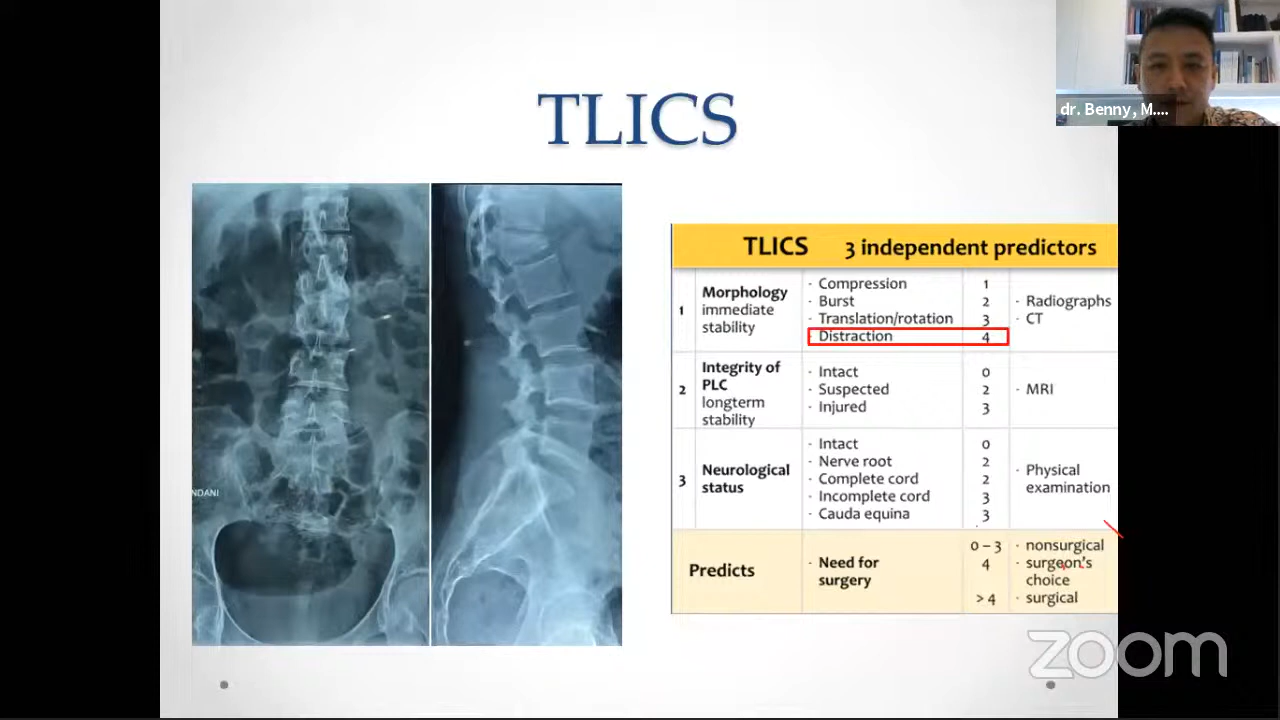 TLICS
dr. Benny, M....
TLICS 3 independent predictors
1 Morphology
immediate
stability
· Compression 1
· Burst 2
· Translation/rotation 3
· Distraction 4
· Radiographs
· CT
2 Integrity of
PLC
longterm
stability
· Intact 0
· Suspected 2
· Injured 3
· MRI
3 Neurological
status
· Intact 0
· Nerve root 2
· Complete cord 2
· Incomplete cord 3
· Cauda equina 3
· Physical
examination
Predicts
· Need for
surgery
0 – 3 · nonsurgical
4 · surgeon's
choice
> 4 · surgical
NDANI
zoom